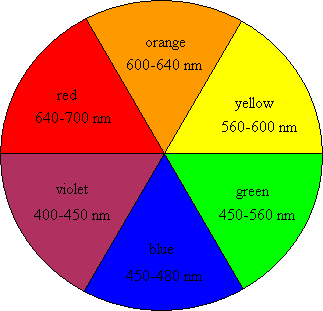 orange
600-640 nm
red
640-700 nm
yellow
560-600 nm
violet
400-450 nm
green
450-560 nm
blue
450-480 nm